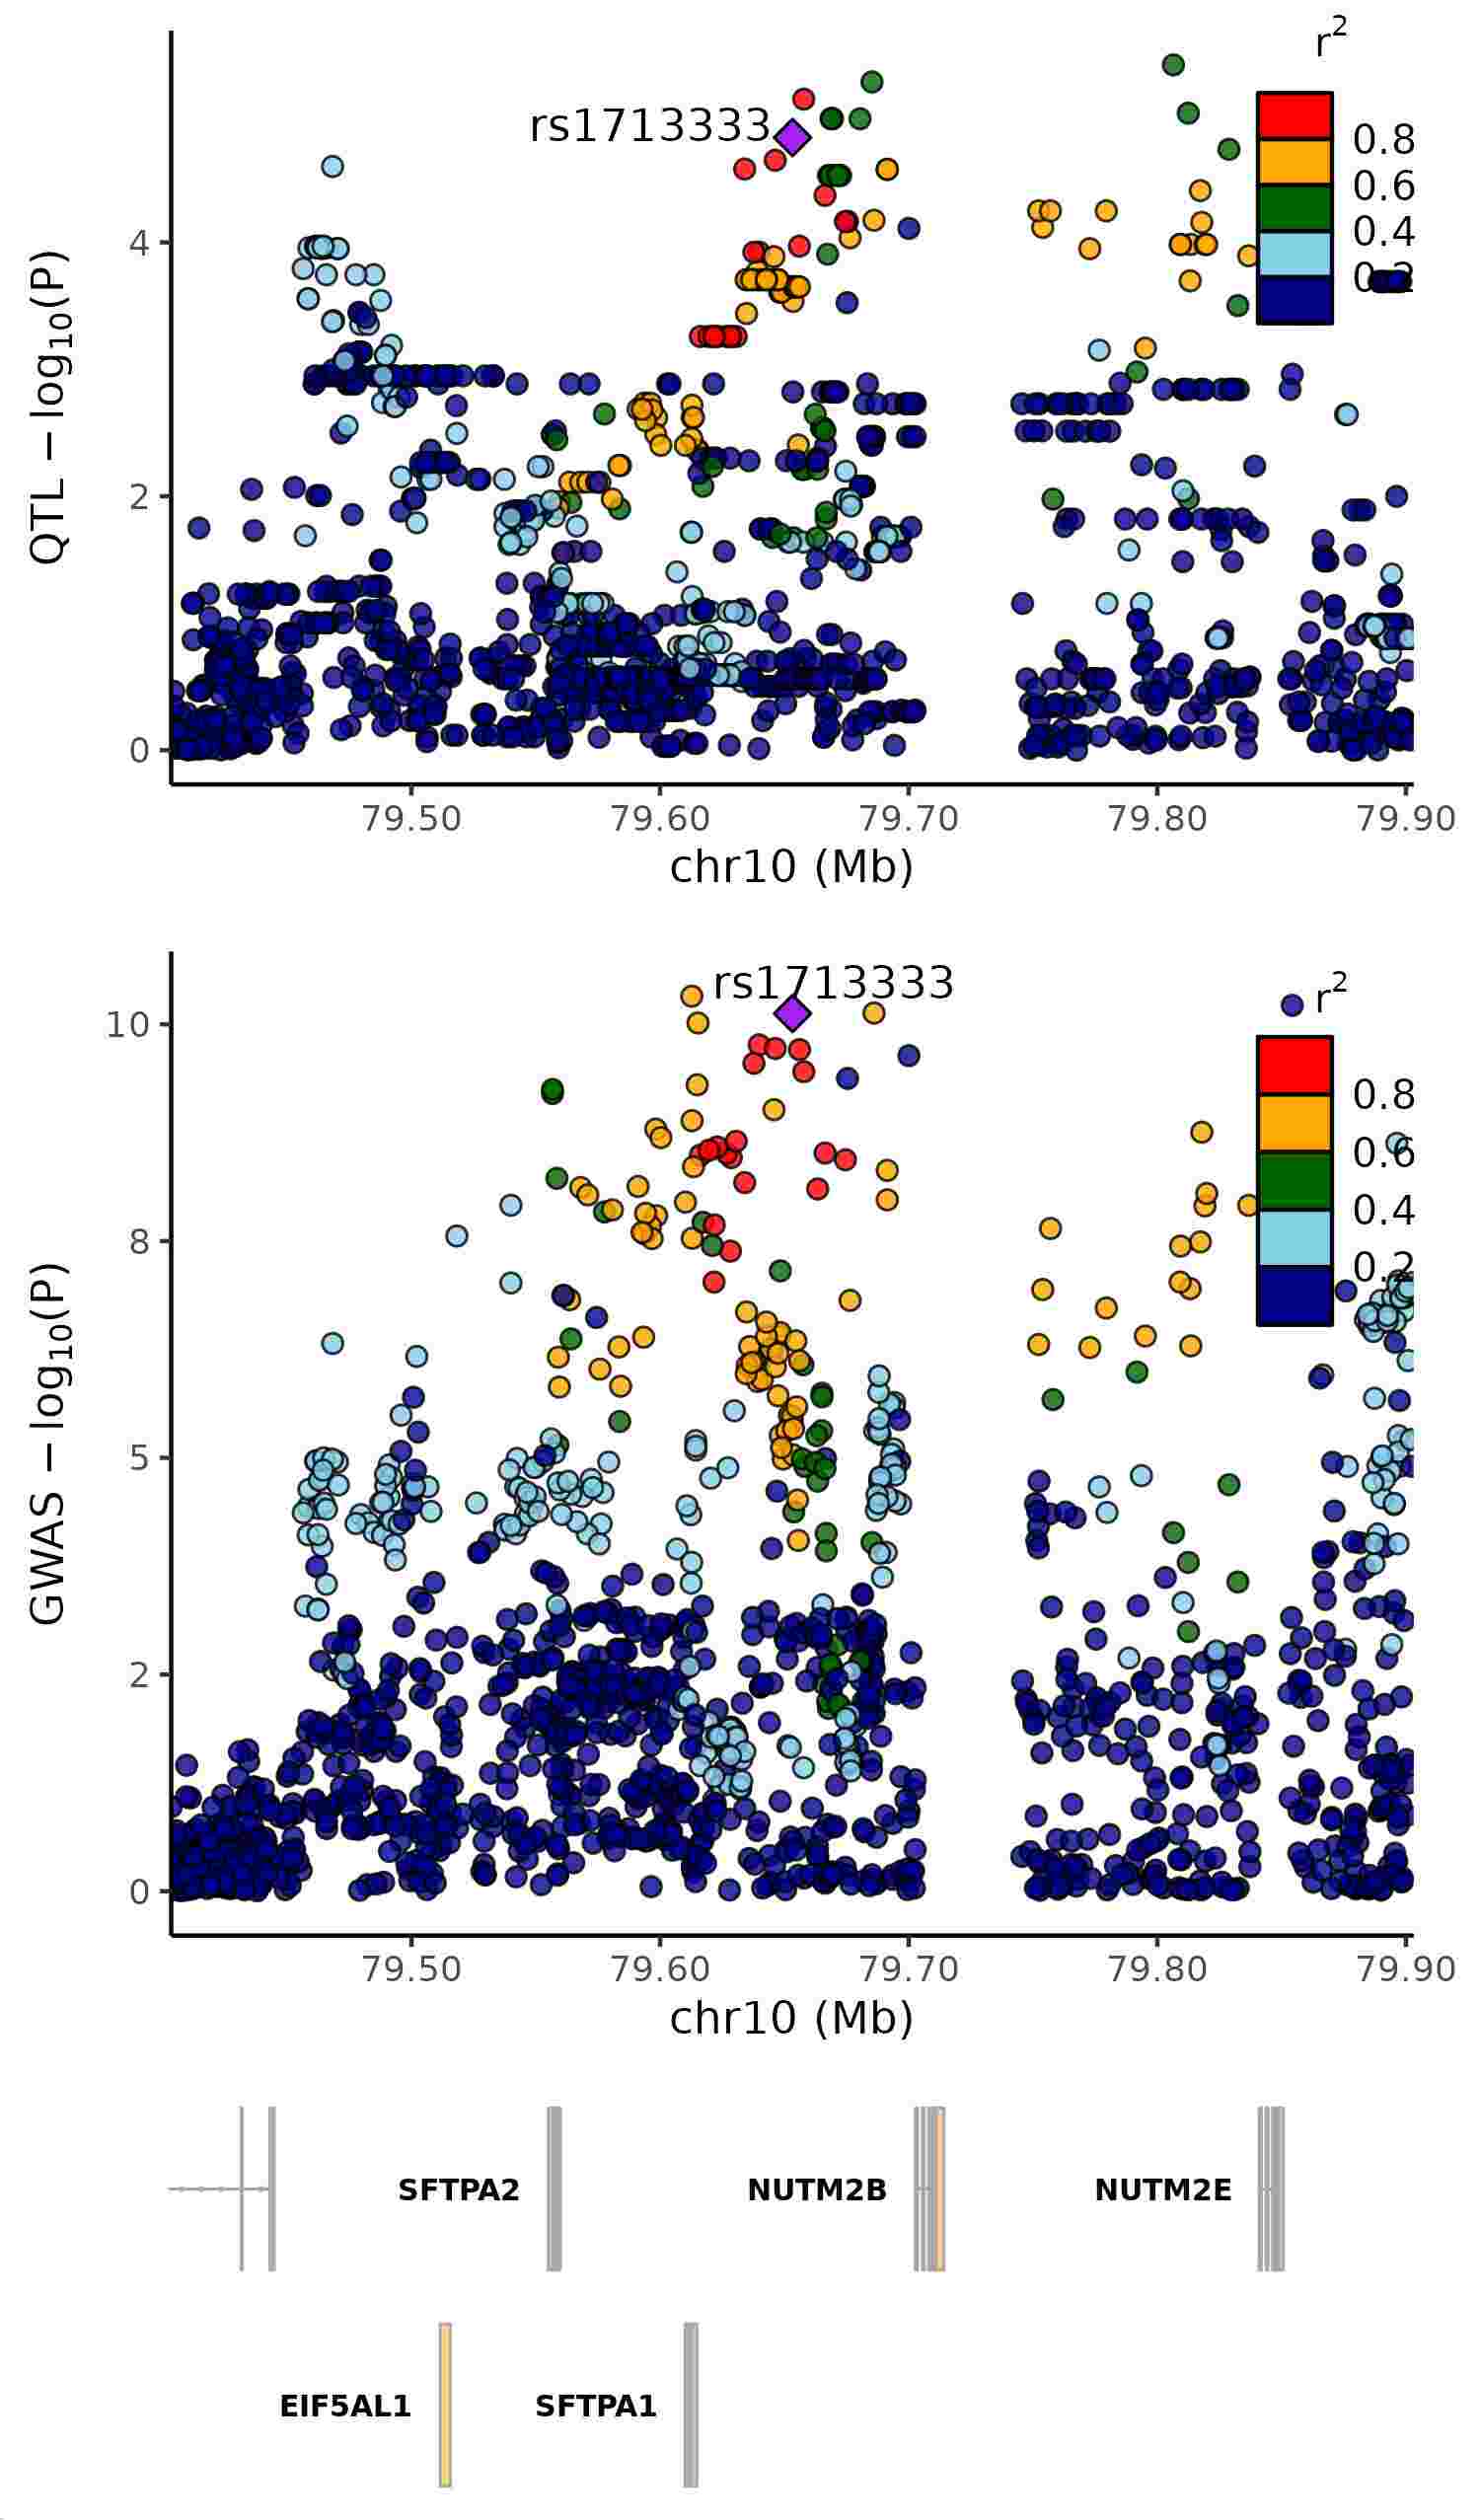 r²
rs1713333
0.8
0.6
0.4
0.2
4
2
0
QTL − log₁₀(P)
79.50 79.60 79.70 79.80 79.90
chr10 (Mb)
rs1713333
r²
10
8
5
2
0
0.8
0.6
0.4
0.2
GWAS − log₁₀(P)
79.50 79.60 79.70 79.80 79.90
chr10 (Mb)
SFTPA2 NUTM2B NUTM2E
EIF5AL1 SFTPA1